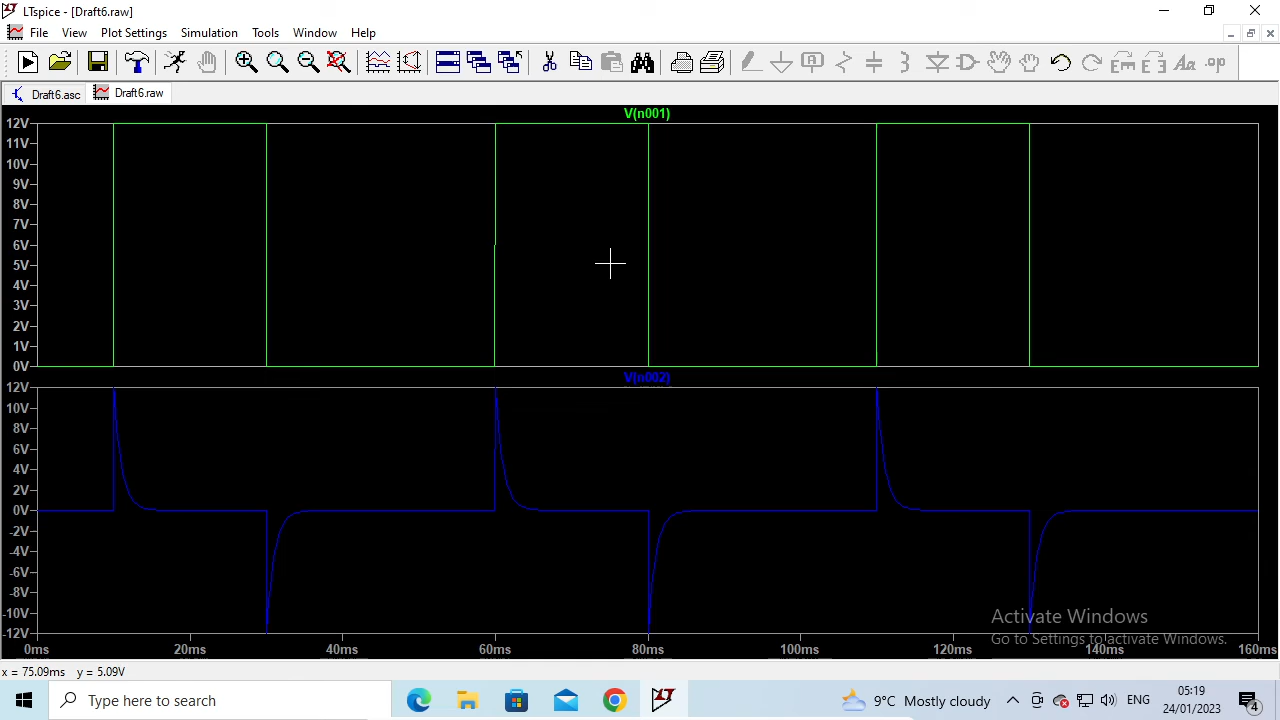 LTspice - [Draft6.raw]
File View Plot Settings Simulation Tools Window Help
Aa .op
Draft6.asc Draft6.raw
V(n001)
12V
11V
10V
9V
8V
7V
6V
5V
4V
3V
2V
1V
0V
V(n002)
12V
10V
8V
6V
4V
2V
0V
-2V
-4V
-6V
-8V
-10V
-12V
0ms 20ms 40ms 60ms 80ms 100ms 120ms 140ms 160ms
Activate Windows
Go to Settings to activate Windows.
x = 75.09ms y = 5.09V
Type here to search
9°C Mostly cloudy
ENG
05:19
24/01/2023
4